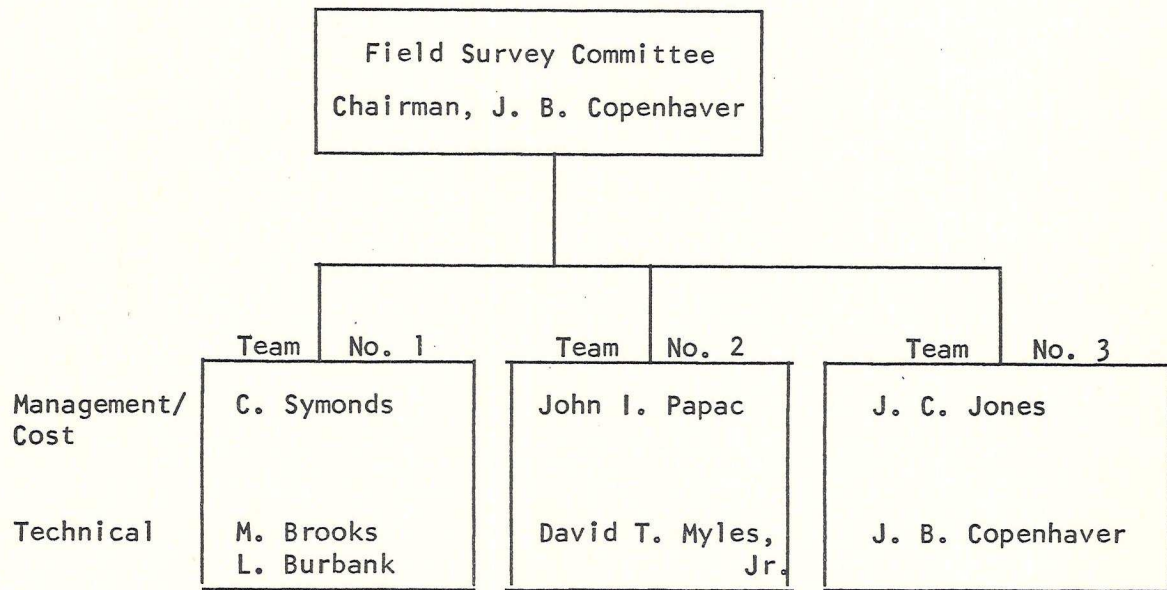 Field Survey Committee
Chairman, J. B. Copenhaver
Team No. 1
Team No. 2
Team No. 3
Management/
Cost
C. Symonds
John I. Papac
J. C. Jones
Technical
M. Brooks
L. Burbank
David T. Myles,
Jr.
J. B. Copenhaver